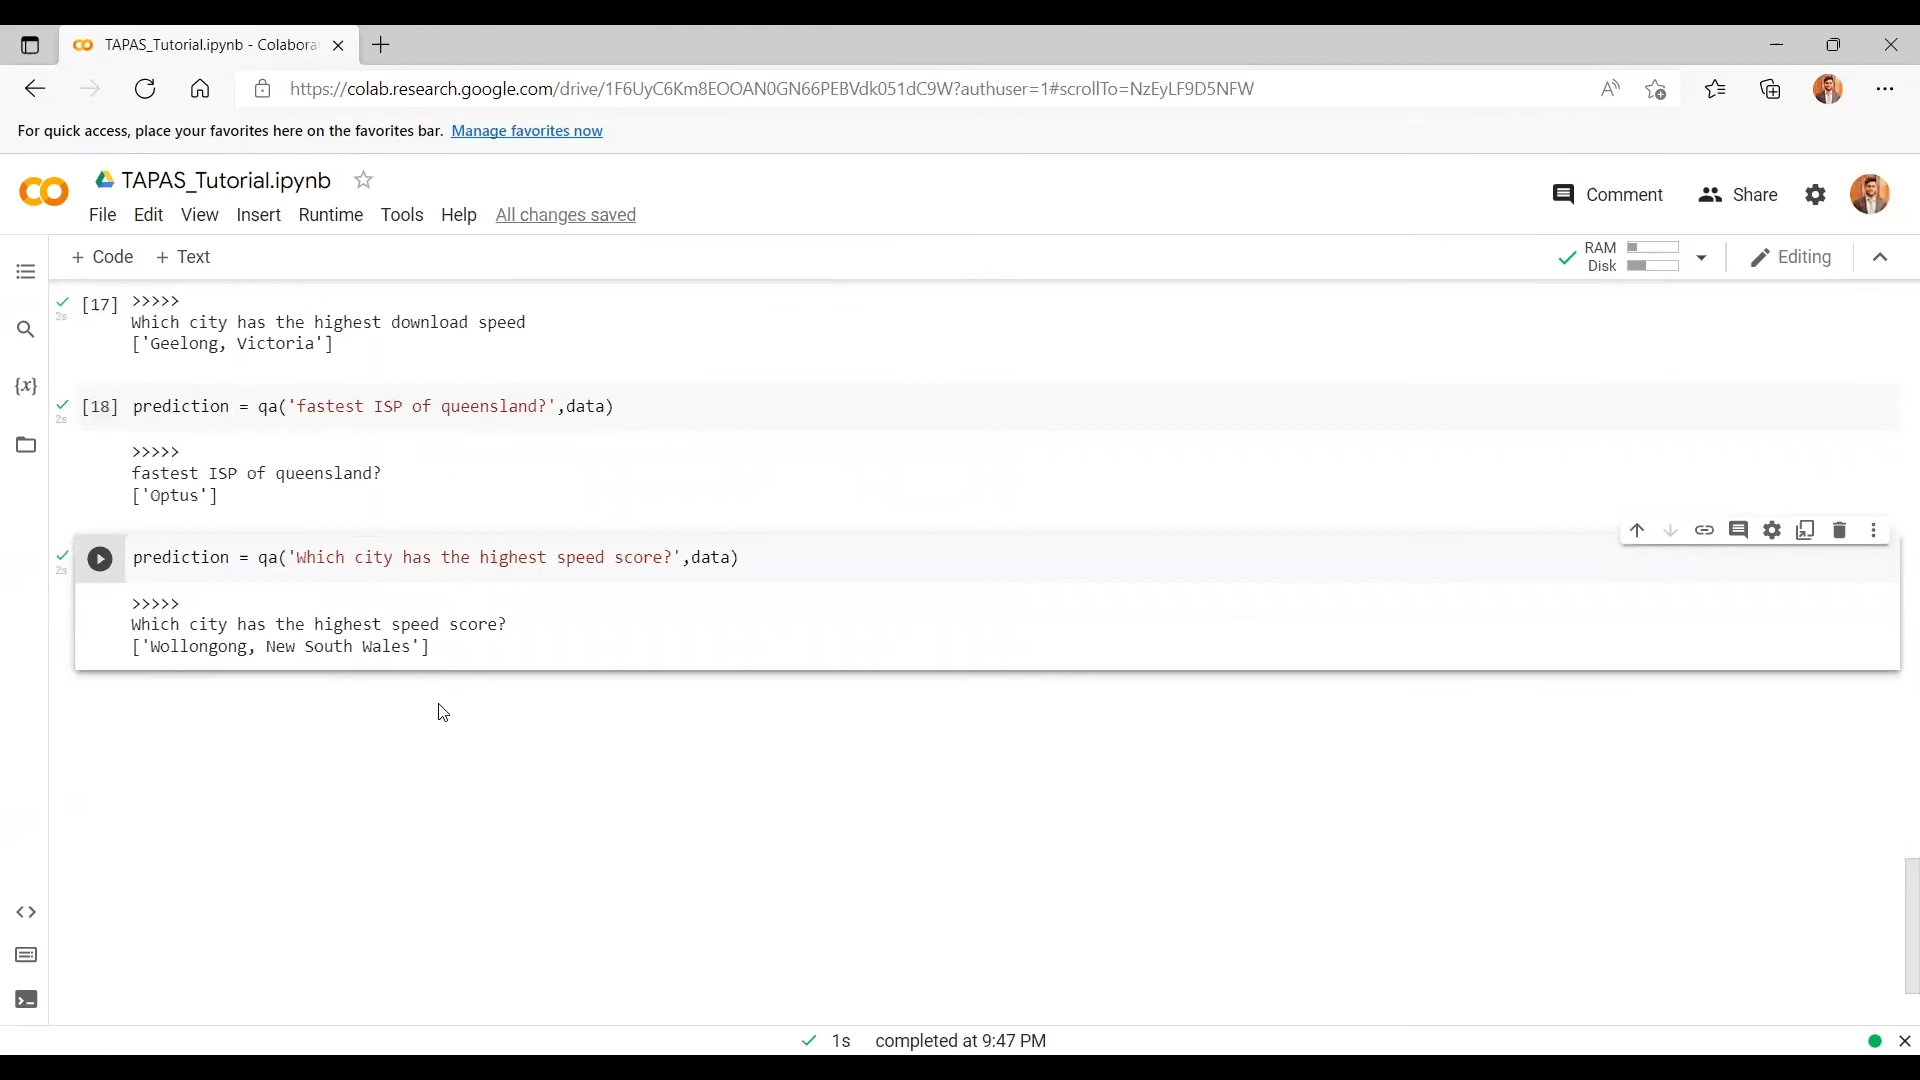 TAPAS_Tutorial.ipynb - Colabora
https://colab.research.google.com/drive/1F6UyC6Km8EOOAN0GN66PEBVdk051dC9W?authuser=1#scrollTo=NzEyLF9D5NFW
For quick access, place your favorites here on the favorites bar. Manage favorites now
TAPAS_Tutorial.ipynb
Comment Share
File Edit View Insert Runtime Tools Help All changes saved
+ Code + Text
RAM
Disk
Editing
[17] >>>>>
2s
Which city has the highest download speed
['Geelong, Victoria']
{x}
[18] prediction = qa('fastest ISP of queensland?',data)
2s
>>>>>
fastest ISP of queensland?
['Optus']
prediction = qa('Which city has the highest speed score?',data)
2s
>>>>>
Which city has the highest speed score?
['Wollongong, New South Wales']
1s completed at 9:47 PM